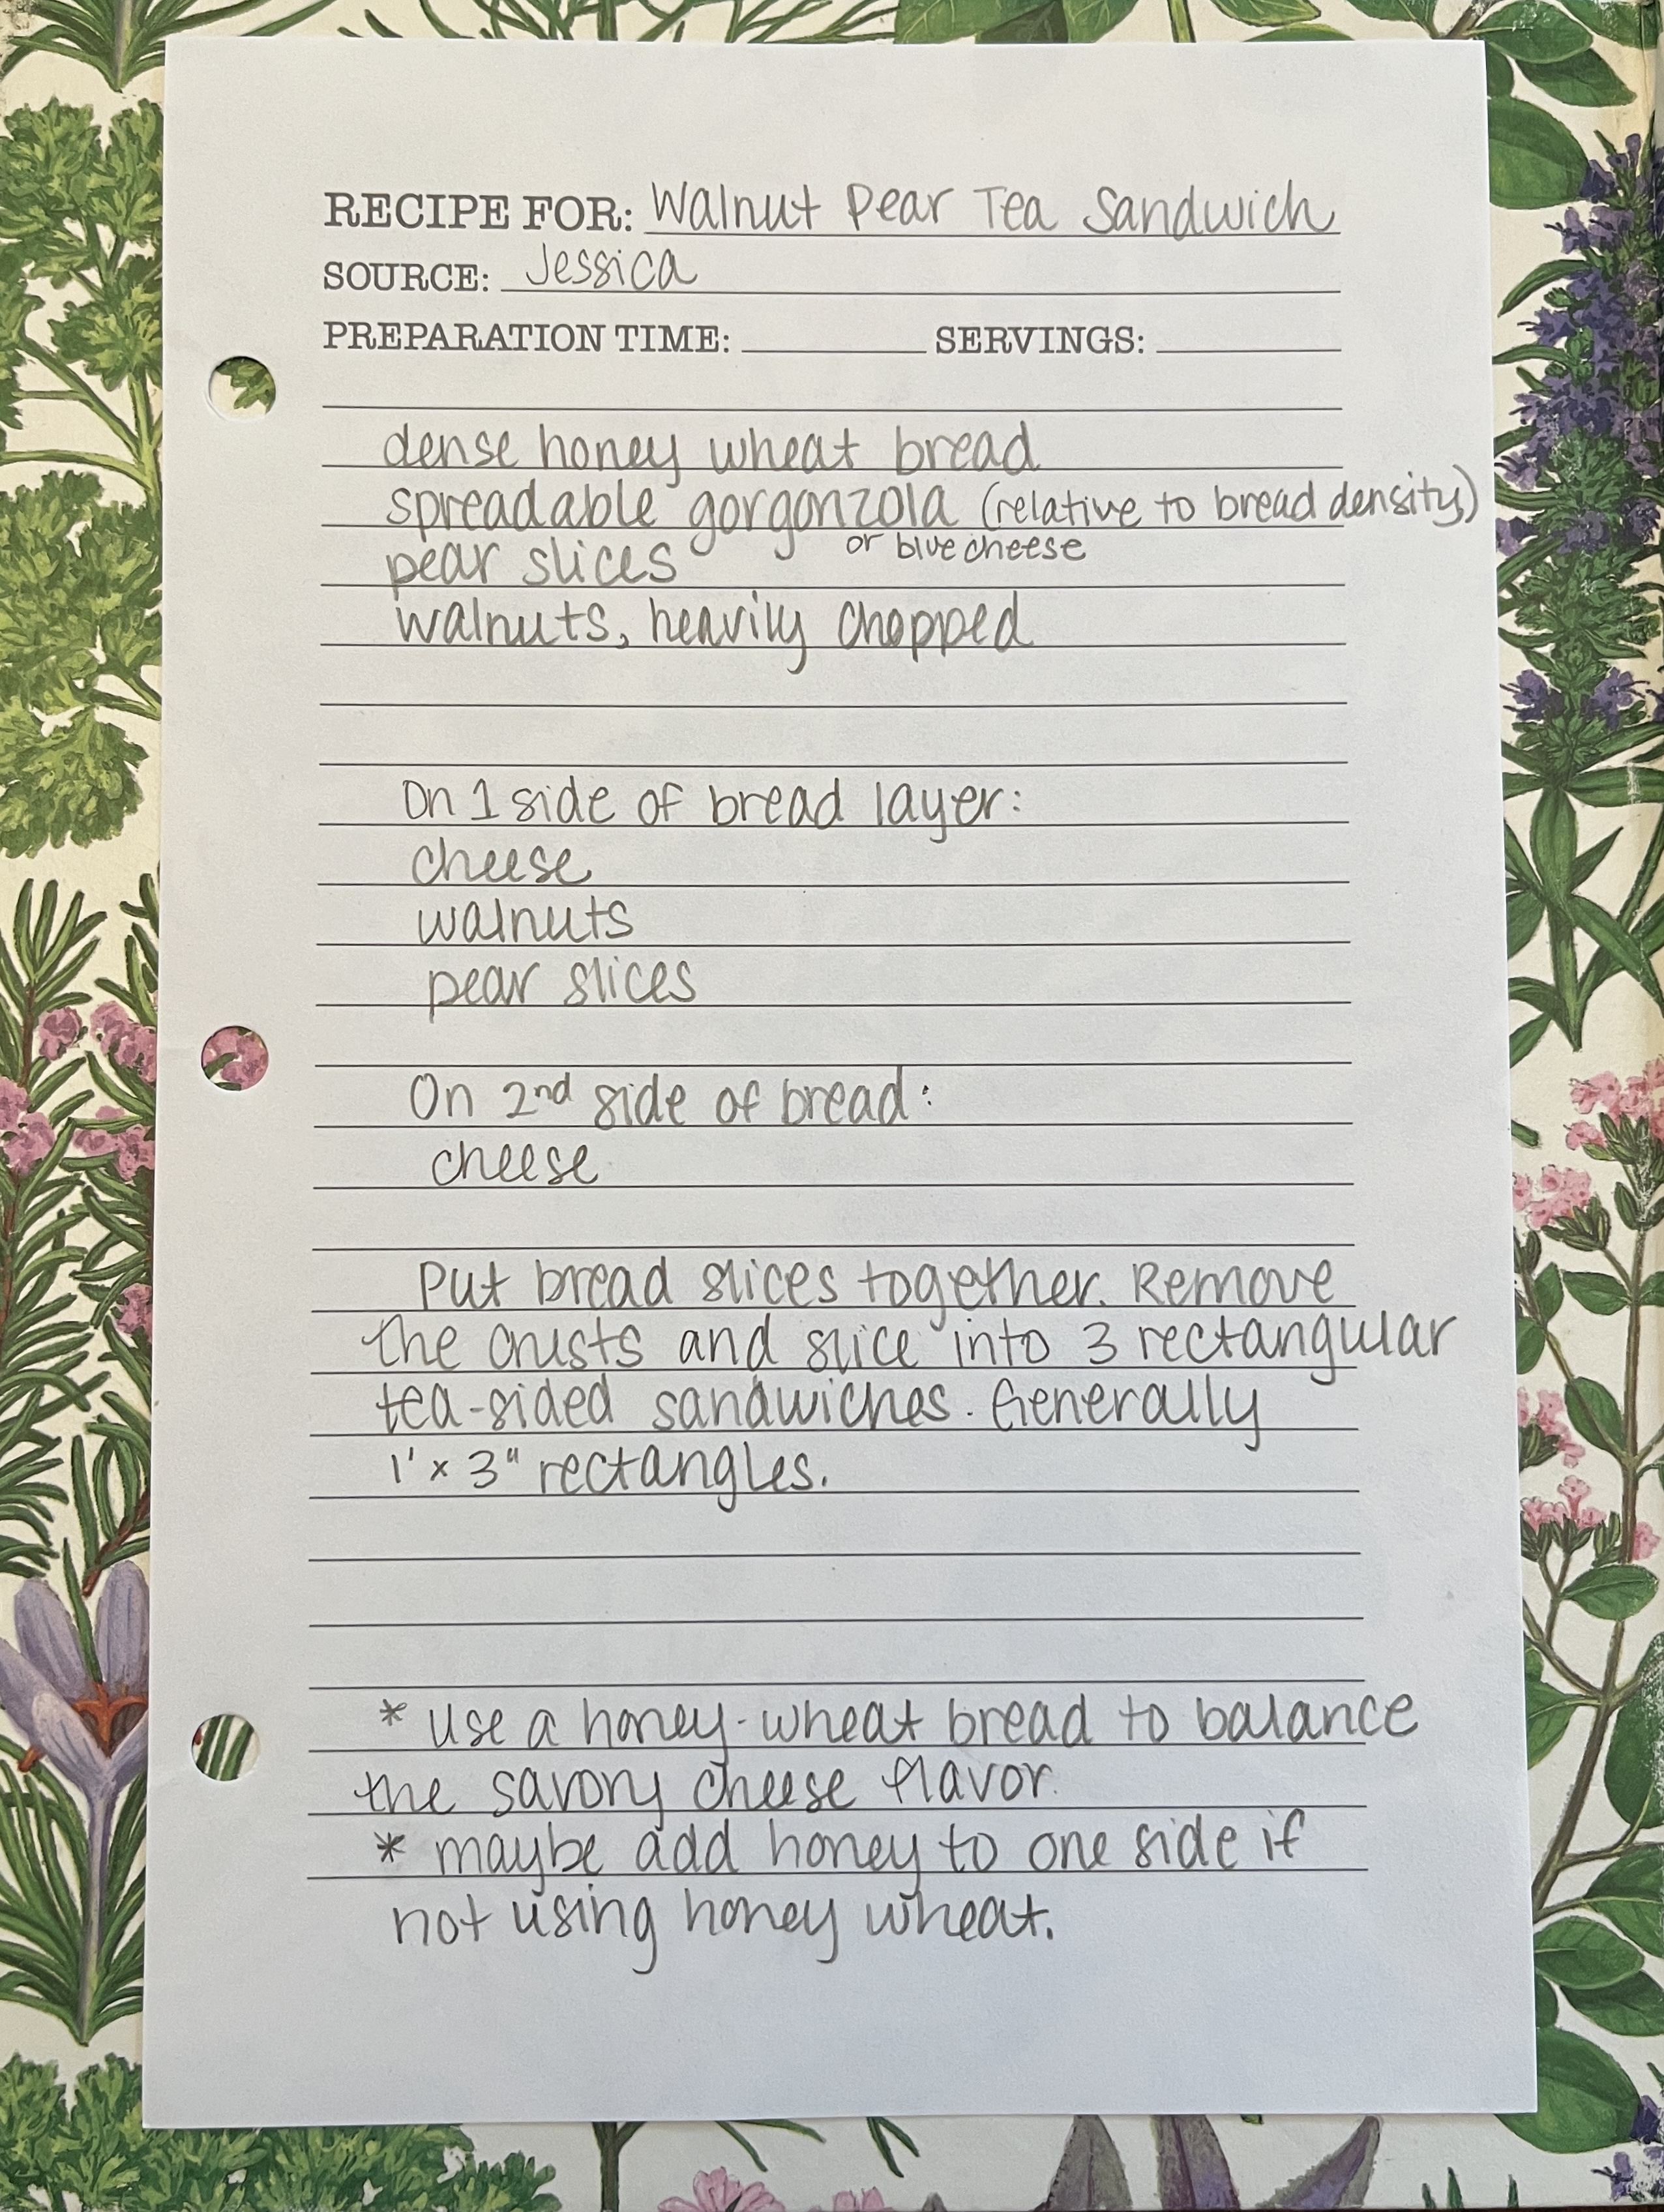 RECIPE FOR: Walnut Pear Tea Sandwich
SOURCE: Jessica
PREPARATION TIME: SERVINGS:
dense honey wheat bread
spreadable gorgonzola (relative to bread density)
or blue cheese
pear slices
walnuts, heavily chopped
On 1 side of bread layer:
cheese
walnuts
pear slices
On 2nd side of bread:
cheese
Put bread slices together. Remove
the crusts and slice into 3 rectangular
tea-sided sandwiches. Generally
1' x 3" rectangles.
* use a honey-wheat bread to balance
the savory cheese flavor.
* maybe add honey to one side if
not using honey wheat.